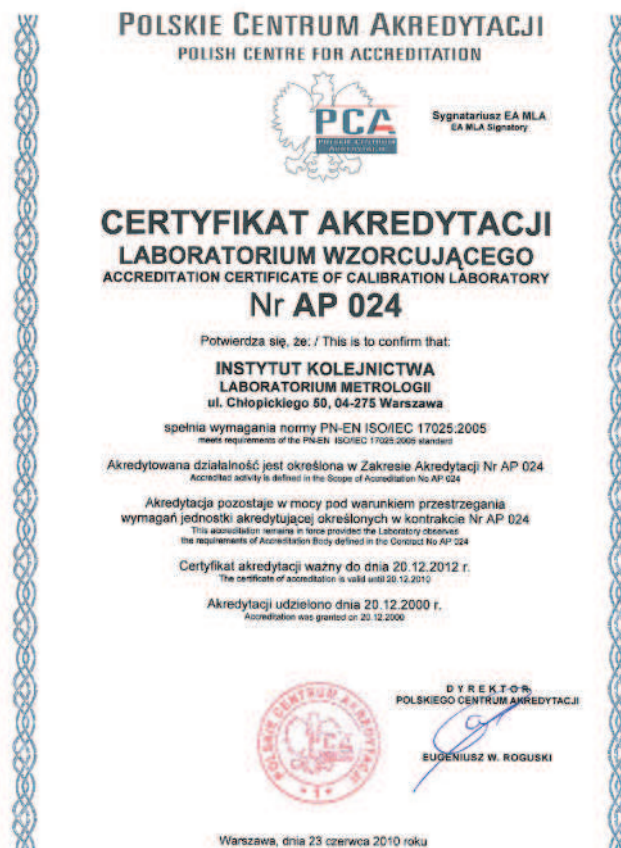 POLSKIE CENTRUM AKREDYTACJI
POLISH CENTRE FOR ACCREDITATION
PCA
POLSKIE CENTRUM
AKREDYTACJI
Sygnatariusz EA MLA
EA MLA Signatory
CERTYFIKAT AKREDYTACJI
LABORATORIUM WZORCUJĄCEGO
ACCREDITATION CERTIFICATE OF CALIBRATION LABORATORY
Nr AP 024
Potwierdza się, że: / This is to confirm that:
INSTYTUT KOLEJNICTWA
LABORATORIUM METROLOGII
ul. Chłopickiego 50, 04-275 Warszawa
spełnia wymagania normy PN-EN ISO/IEC 17025:2005
meets requirements of the PN-EN ISO/IEC 17025:2005 standard
Akredytowana działalność jest określona w Zakresie Akredytacji Nr AP 024
Accredited activity is defined in the Scope of Accreditation No AP 024
Akredytacja pozostaje w mocy pod warunkiem przestrzegania
wymagań jednostki akredytującej określonych w kontrakcie Nr AP 024
This accreditation remains in force provided the Laboratory observes
the requirements of Accreditation Body defined in the Contract No AP 024
Certyfikat akredytacji ważny do dnia 20.12.2012 r.
The certificate of accreditation is valid until 20.12.2010
Akredytacji udzielono dnia 20.12.2000 r.
Accreditation was granted on 20.12.2000
POLSKIE CENTRUM AKREDYTACJI
PCA
1
DYREKTOR
POLSKIEGO CENTRUM AKREDYTACJI
EUGENIUSZ W. ROGUSKI
Warszawa, dnia 23 czerwca 2010 roku